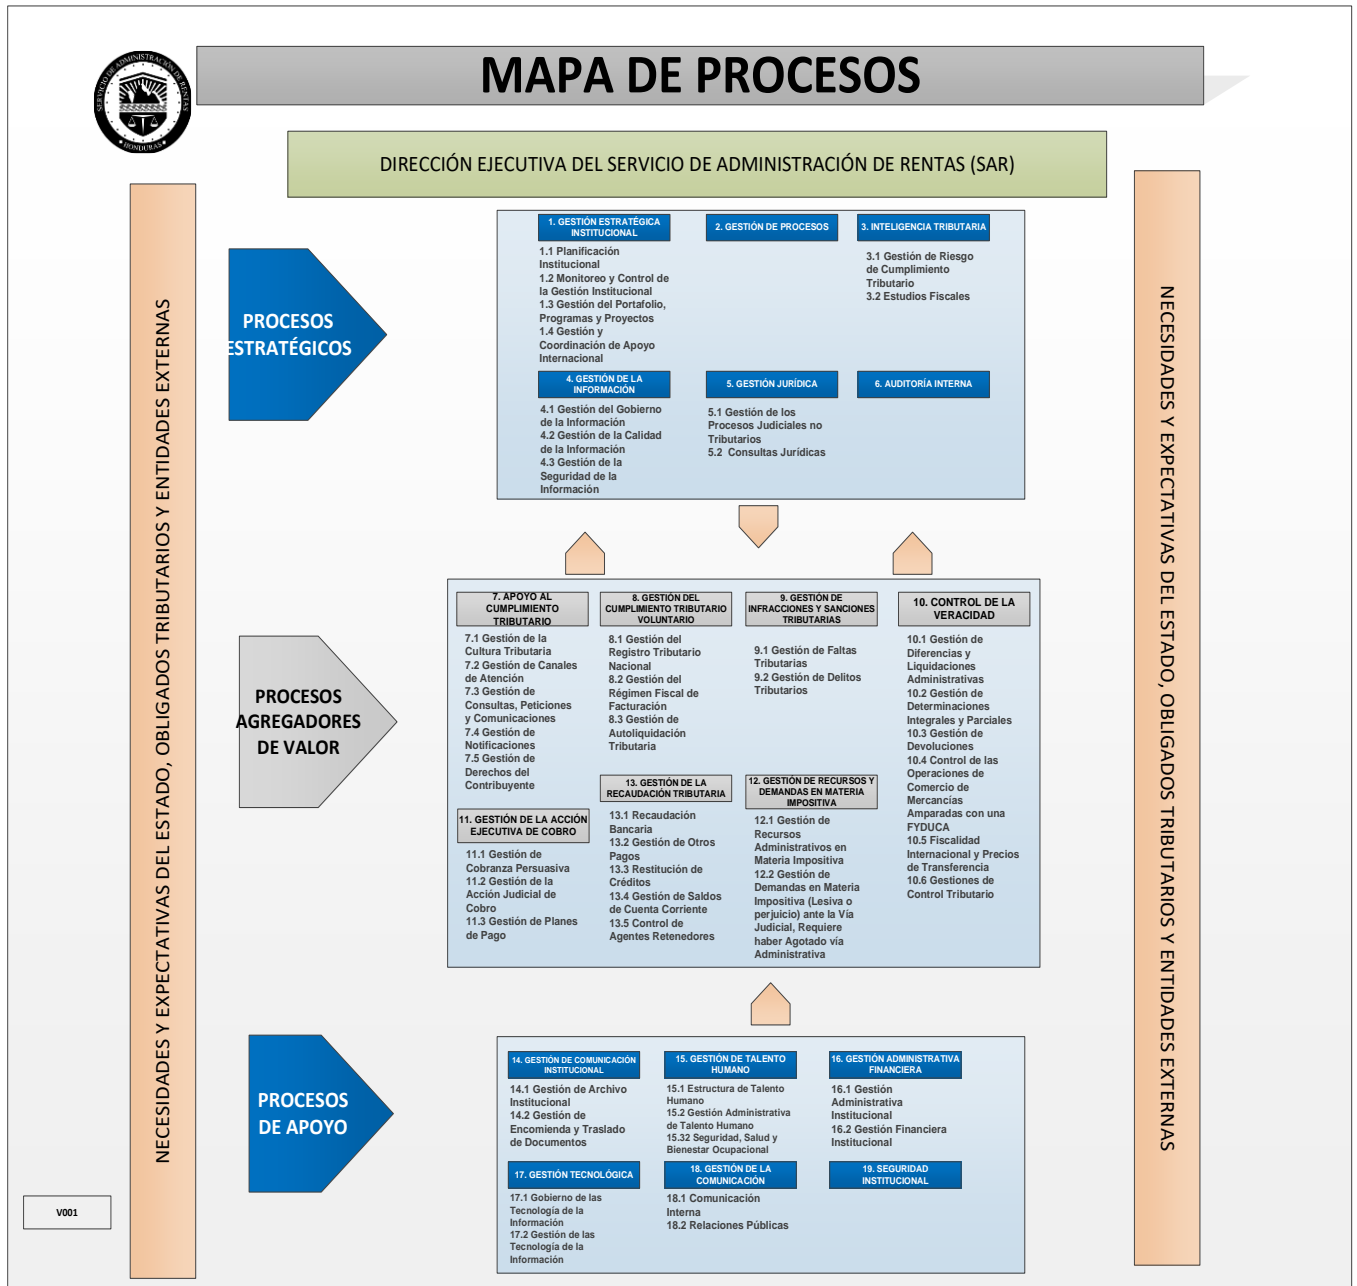 MAPA DE PROCESOS
SERVICIO DE ADMINISTRACIÓN DE RENTAS
HONDURAS
DIRECCIÓN EJECUTIVA DEL SERVICIO DE ADMINISTRACIÓN DE RENTAS (SAR)
NECESIDADES Y EXPECTATIVAS DEL ESTADO, OBLIGADOS TRIBUTARIOS Y ENTIDADES EXTERNAS
PROCESOS
ESTRATÉGICOS
1. GESTIÓN ESTRATÉGICA
INSTITUCIONAL
1.1 Planificación
Institucional
1.2 Monitoreo y Control de
la Gestión Institucional
1.3 Gestión del Portafolio,
Programas y Proyectos
1.4 Gestión y
Coordinación de Apoyo
Internacional
2. GESTIÓN DE PROCESOS
3. INTELIGENCIA TRIBUTARIA
3.1 Gestión de Riesgo
de Cumplimiento
Tributario
3.2 Estudios Fiscales
4. GESTIÓN DE LA
INFORMACIÓN
4.1 Gestión del Gobierno
de la Información
4.2 Gestión de la Calidad
de la Información
4.3 Gestión de la
Seguridad de la
Información
5. GESTIÓN JURÍDICA
5.1 Gestión de los
Procesos Judiciales no
Tributarios
5.2 Consultas Jurídicas
6. AUDITORÍA INTERNA
PROCESOS
AGREGADORES
DE VALOR
7. APOYO AL
CUMPLIMIENTO
TRIBUTARIO
7.1 Gestión de la
Cultura Tributaria
7.2 Gestión de Canales
de Atención
7.3 Gestión de
Consultas, Peticiones
y Comunicaciones
7.4 Gestión de
Notificaciones
7.5 Gestión de
Derechos del
Contribuyente
8. GESTIÓN DEL
CUMPLIMIENTO TRIBUTARIO
VOLUNTARIO
8.1 Gestión del
Registro Tributario
Nacional
8.2 Gestión del
Régimen Fiscal de
Facturación
8.3 Gestión de
Autoliquidación
Tributaria
9. GESTIÓN DE
INFRACCIONES Y SANCIONES
TRIBUTARIAS
9.1 Gestión de Faltas
Tributarias
9.2 Gestión de Delitos
Tributarios
10. CONTROL DE LA
VERACIDAD
10.1 Gestión de
Diferencias y
Liquidaciones
Administrativas
10.2 Gestión de
Determinaciones
Integrales y Parciales
10.3 Gestión de
Devoluciones
10.4 Control de las
Operaciones de
Comercio de
Mercancías
Amparadas con una
FYDUCA
10.5 Fiscalidad
Internacional y Precios
de Transferencia
10.6 Gestiones de
Control Tributario
11. GESTIÓN DE LA ACCIÓN
EJECUTIVA DE COBRO
11.1 Gestión de
Cobranza Persuasiva
11.2 Gestión de la
Acción Judicial de
Cobro
11.3 Gestión de Planes
de Pago
13. GESTIÓN DE LA
RECAUDACIÓN TRIBUTARIA
13.1 Recaudación
Bancaria
13.2 Gestión de Otros
Pagos
13.3 Restitución de
Créditos
13.4 Gestión de Saldos
de Cuenta Corriente
13.5 Control de
Agentes Retenedores
12. GESTIÓN DE RECURSOS Y
DEMANDAS EN MATERIA
IMPOSITIVA
12.1 Gestión de
Recursos
Administrativos en
Materia Impositiva
12.2 Gestión de
Demandas en Materia
Impositiva (Lesiva o
perjuicio) ante la Vía
Judicial, Requiere
haber Agotado vía
Administrativa
PROCESOS
DE APOYO
14. GESTIÓN DE COMUNICACIÓN
INSTITUCIONAL
14.1 Gestión de Archivo
Institucional
14.2 Gestión de
Encomienda y Traslado
de Documentos
15. GESTIÓN DE TALENTO
HUMANO
15.1 Estructura de Talento
Humano
15.2 Gestión Administrativa
de Talento Humano
15.32 Seguridad, Salud y
Bienestar Ocupacional
16. GESTIÓN ADMINISTRATIVA
FINANCIERA
16.1 Gestión
Administrativa
Institucional
16.2 Gestión Financiera
Institucional
17. GESTIÓN TECNOLÓGICA
17.1 Gobierno de las
Tecnología de la
Información
17.2 Gestión de las
Tecnología de la
Información
18. GESTIÓN DE LA
COMUNICACIÓN
18.1 Comunicación
Interna
18.2 Relaciones Públicas
19. SEGURIDAD
INSTITUCIONAL
NECESIDADES Y EXPECTATIVAS DEL ESTADO, OBLIGADOS TRIBUTARIOS Y ENTIDADES EXTERNAS
V001